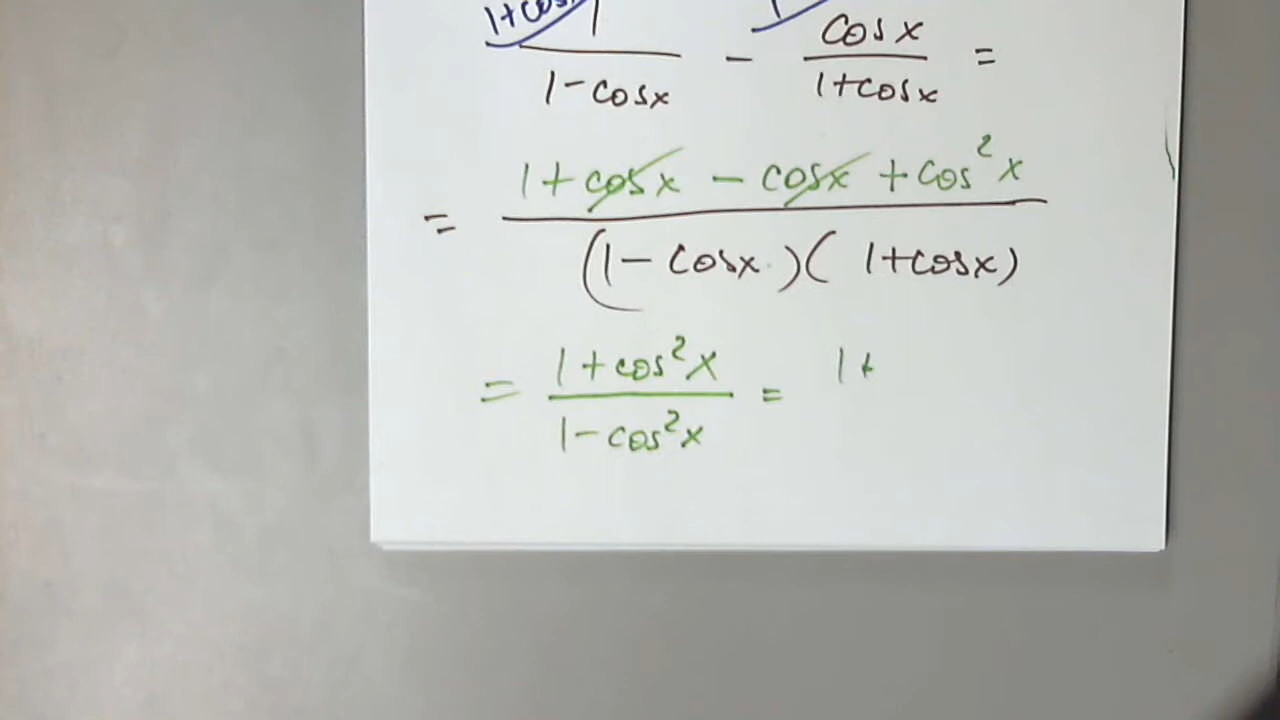 1+cosx 1 / 1-cosx - cosx / 1+cosx =
= 1+cosx - cosx + cos²x / (1-cosx)(1+cosx)
= 1+cos²x / 1-cos²x = 1+